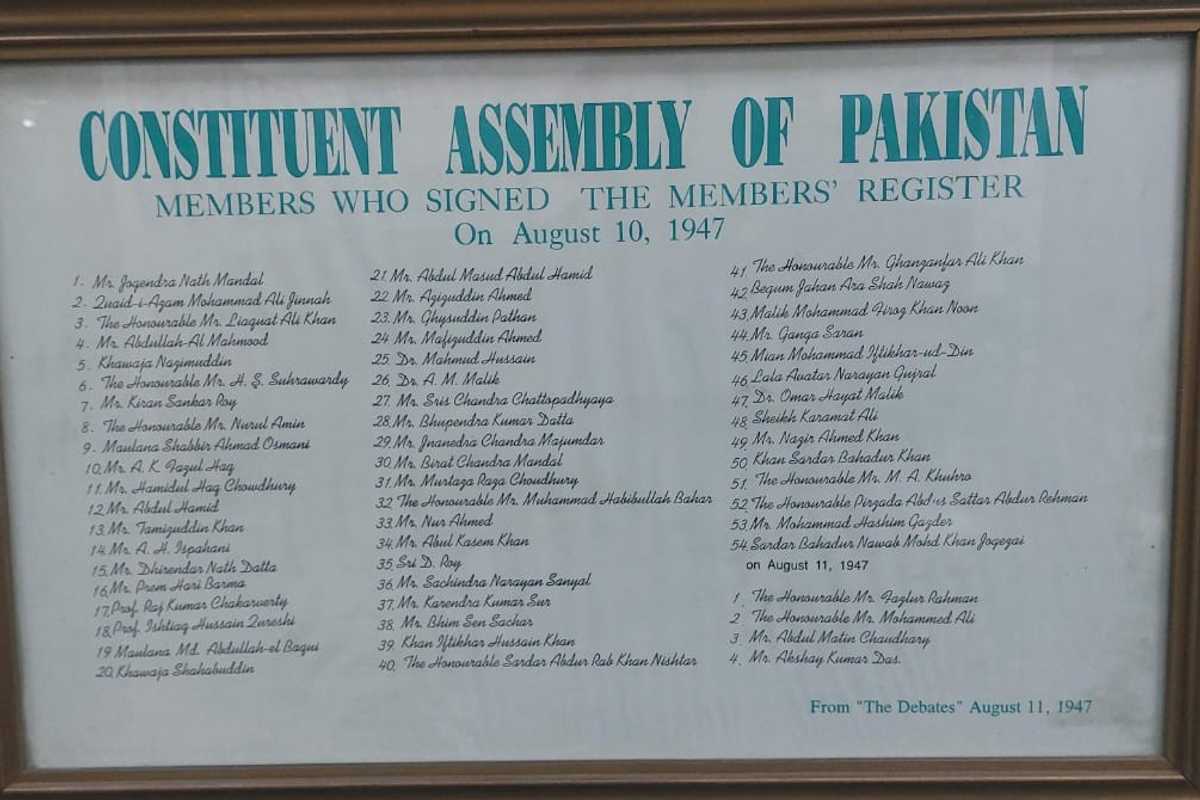 CONSTITUENT ASSEMBLY OF PAKISTAN
MEMBERS WHO SIGNED THE MEMBERS' REGISTER
On August 10, 1947
1. Mr. Jogendra Nath Mandal
2. Quaid-i-Azam Mohammad Ali Jinnah
3. The Honourable Mr. Liaquat Ali Khan
4. Mr. Abdullah-Al Mahmood
5. Khawaja Nazimuddin
6. The Honourable Mr. H. S. Suhrawardy
7. Mr. Kiran Sankar Roy
8. The Honourable Mr. Nurul Amin
9. Maulana Shabbir Ahmad Osmani
10. Mr. A. K. Fazul Haq
11. Mr. Hamidul Haq Chowdhury
12. Mr. Abdul Hamid
13. Mr. Tamizuddin Khan
14. Mr. A. H. Ispahani
15. Mr. Dhirendar Nath Datta
16. Mr. Prem Hari Barma
17. Prof. Raj Kumar Chakarwerty
18. Prof. Ishtiaq Hussain Qureshi
19 Maulana Md. Abdullah-el Baqui
20. Khawaja Shahabuddin
21. Mr. Abdul Masud Abdul Hamid
22. Mr. Azizuddin Ahmed
23. Mr. Ghysuddin Pathan
24 Mr. Mafizuddin Ahmed
25. Dr. Mahmud Hussain
26. Dr. A. M. Malik
27. Mr. Sris Chandra Chattopadhyaya
28. Mr. Bhupendra Kumar Datta
29. Mr. Jnanedra Chandra Majumdar
30. Mr. Birat Chandra Mandal
31. Mr. Murtaza Raza Choudhury
32. The Honourable Mr. Muhammad Habibullah Bahar
33. Mr. Nur Ahmed
34. Mr. Abul Kasem Khan
35. Sri D. Roy
36. Mr. Sachindra Narayan Sanyal
37. Mr. Karendra Kumar Sur
38. Mr. Bhim Sen Sachar
39. Khan Iftikhar Hussain Khan
40. The Honourable Sardar Abdur Rab Khan Nishtar
41. The Honourable Mr. Ghanzanfar Ali Khan
42. Begum Jahan Ara Shah Nawaz
43. Malik Mohammad Firoz Khan Noon
44. Mr. Ganga Saran
45. Mian Mohammad Iftikhar-ud-Din
46. Lala Avatar Narayan Gujral
47. Dr. Omar Hayat Malik
48. Sheikh Karamat Ali
49. Mr. Nazir Ahmed Khan
50. Khan Sardar Bahadur Khan
51. The Honourable Mr. M. A. Khuhro
52. The Honourable Pirzada Sattar Abdur Rehman
53. Mr. Mohammad Hashim Gazder
54. Sardar Bahadur Nawab Mohd Khan Jogezai
on August 11, 1947
1. The Honourable Mr. Fazlur Rahman
2 The Honourable Mr. Mohammed Ali
3. Mr. Abdul Matin Chaudhary
4. Mr. Akshay Kumar Das.
From "The Debates" August 11, 1947